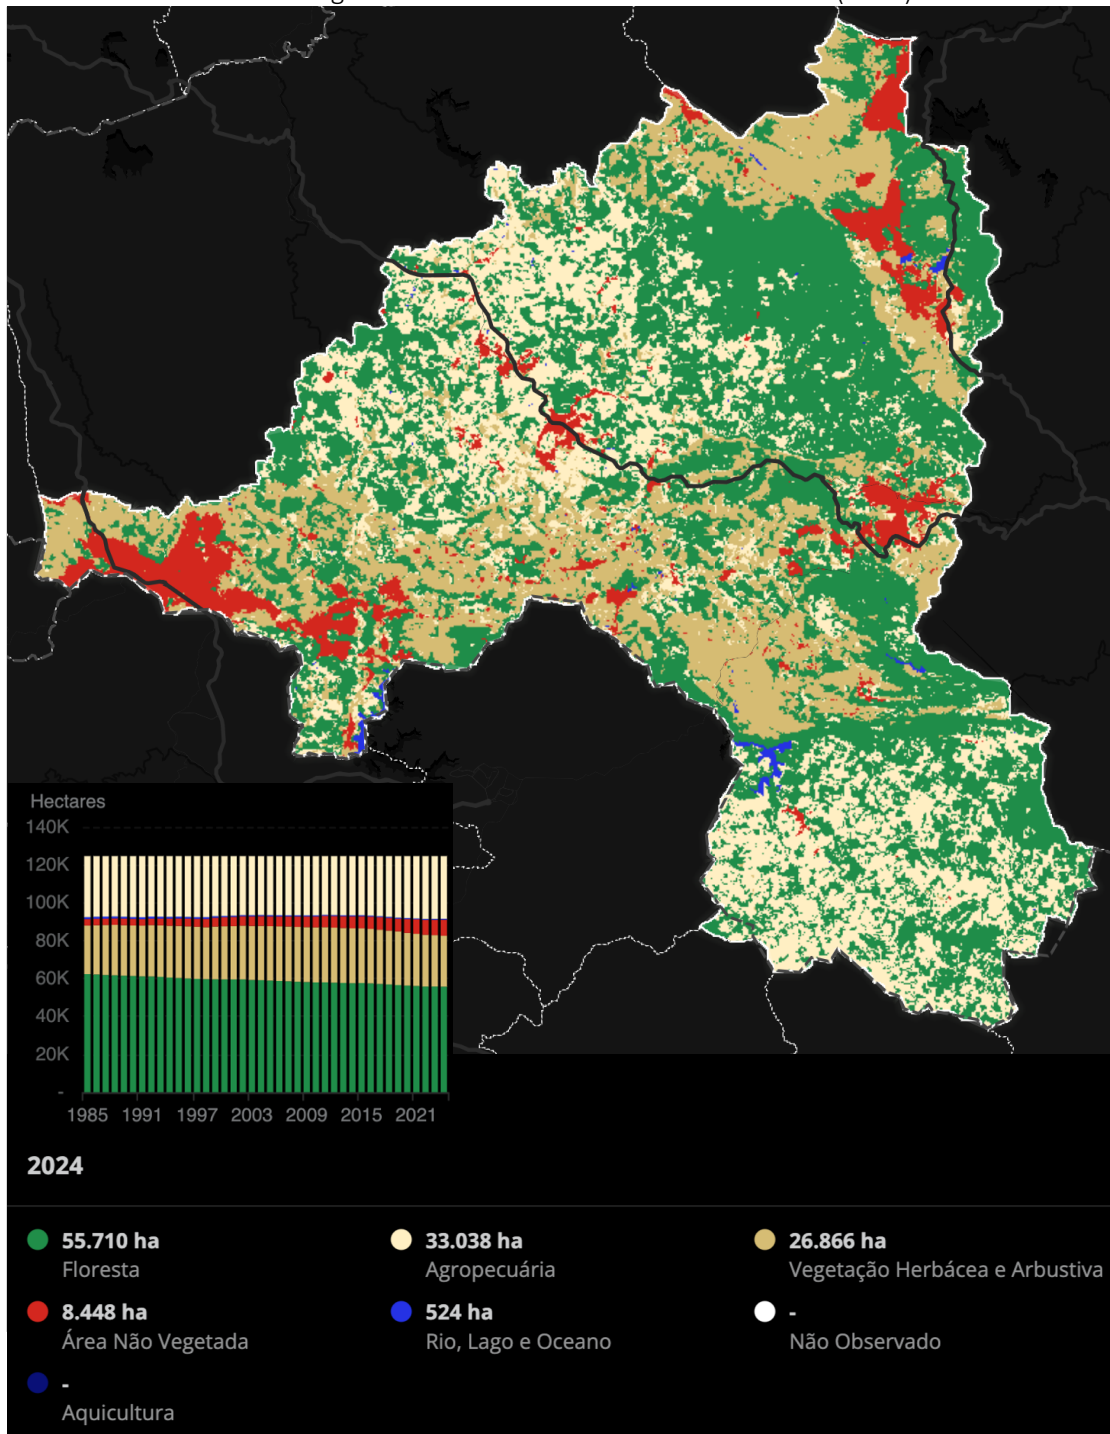 Hectares
140K
120K
100K
80K
60K
40K
20K
-
1985 1991 1997 2003 2009 2015 2021
2024
55.710 ha
Floresta
33.038 ha
Agropecuária
26.866 ha
Vegetação Herbácea e Arbustiva
8.448 ha
Área Não Vegetada
524 ha
Rio, Lago e Oceano
-
Não Observado
-
Aquicultura